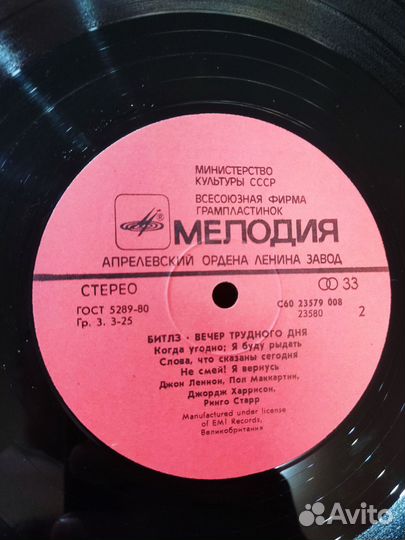 МИНИСТЕРСТВО
КУЛЬТУРЫ СССР
ВСЕСОЮЗНАЯ ФИРМА
ГРАМПЛАСТИНОК
® МЕЛОДИЯ
АПРЕЛЕВСКИЙ ОРДЕНА ЛЕНИНА ЗАВОД
СТЕРЕО
33
ГОСТ 5289-80
Гр. 3. 3-25
С60 23579 008
23580
2
БИТЛЗ · ВЕЧЕР ТРУДНОГО ДНЯ
Когда угодно; Я буду рыдать
Слова, что сказаны сегодня
Не смей! Я вернусь
Джон Леннон, Пол Маккартни,
Джордж Харрисон,
Ринго Старр
Manufactured under license
of EMI Records,
Великобритания
Avito